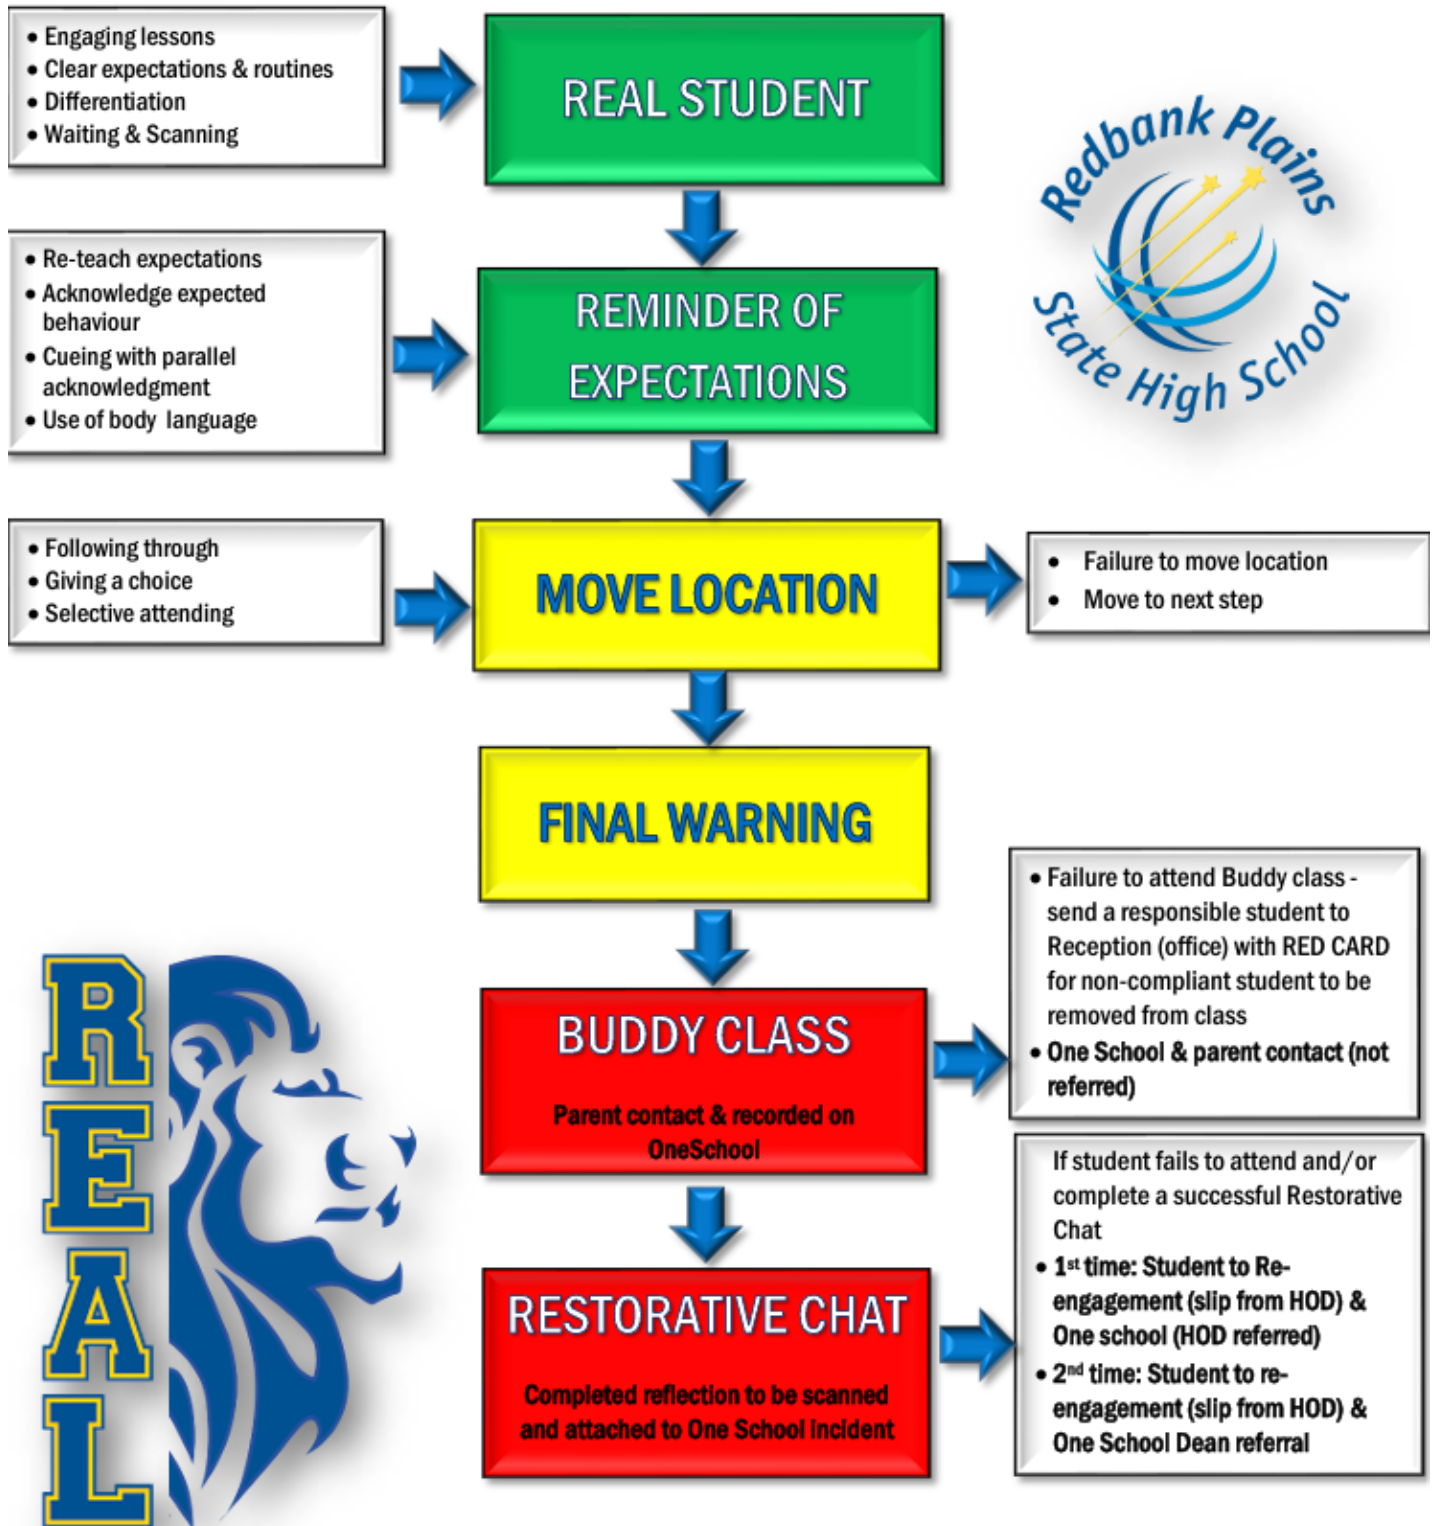 • Engaging lessons
• Clear expectations & routines
• Differentiation
• Waiting & Scanning
REAL STUDENT
Redbank Plains
State High School
• Re-teach expectations
• Acknowledge expected
behaviour
• Cueing with parallel
acknowledgment
• Use of body language
REMINDER OF
EXPECTATIONS
• Following through
• Giving a choice
• Selective attending
MOVE LOCATION
• Failure to move location
• Move to next step
FINAL WARNING
• Failure to attend Buddy class -
send a responsible student to
Reception (office) with RED CARD
for non-compliant student to be
removed from class
• One School & parent contact (not
referred)
BUDDY CLASS
Parent contact & recorded on
OneSchool
If student fails to attend and/or
complete a successful Restorative
Chat
• 1st time: Student to Re-
engagement (slip from HOD) &
One school (HOD referred)
• 2nd time: Student to re-
engagement (slip from HOD) &
One School Dean referral
RESTORATIVE CHAT
Completed reflection to be scanned
and attached to One School incident
REAL